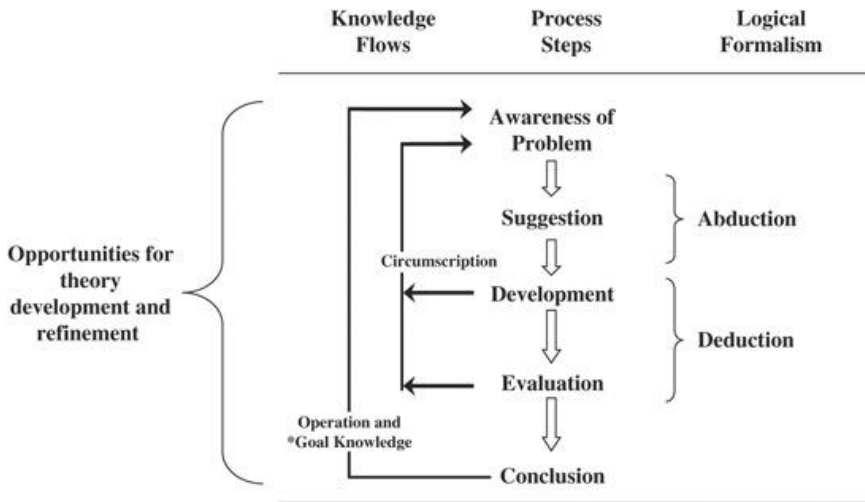 Knowledge
Flows
Process
Steps
Logical
Formalism
Opportunities for
theory
development and
refinement
Awareness of
Problem
Suggestion
Abduction
Circumscription
Development
Deduction
Evaluation
Operation and
*Goal Knowledge
Conclusion